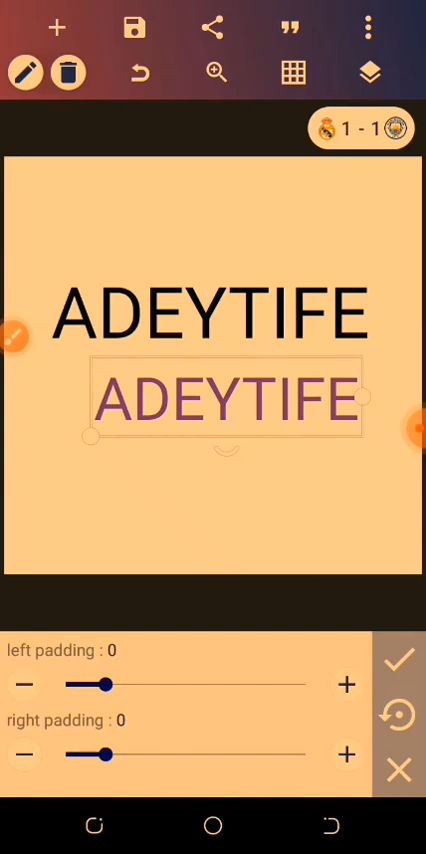 1 - 1
ADEYTIFE
ADEYTIFE
left padding : 0
right padding : 0